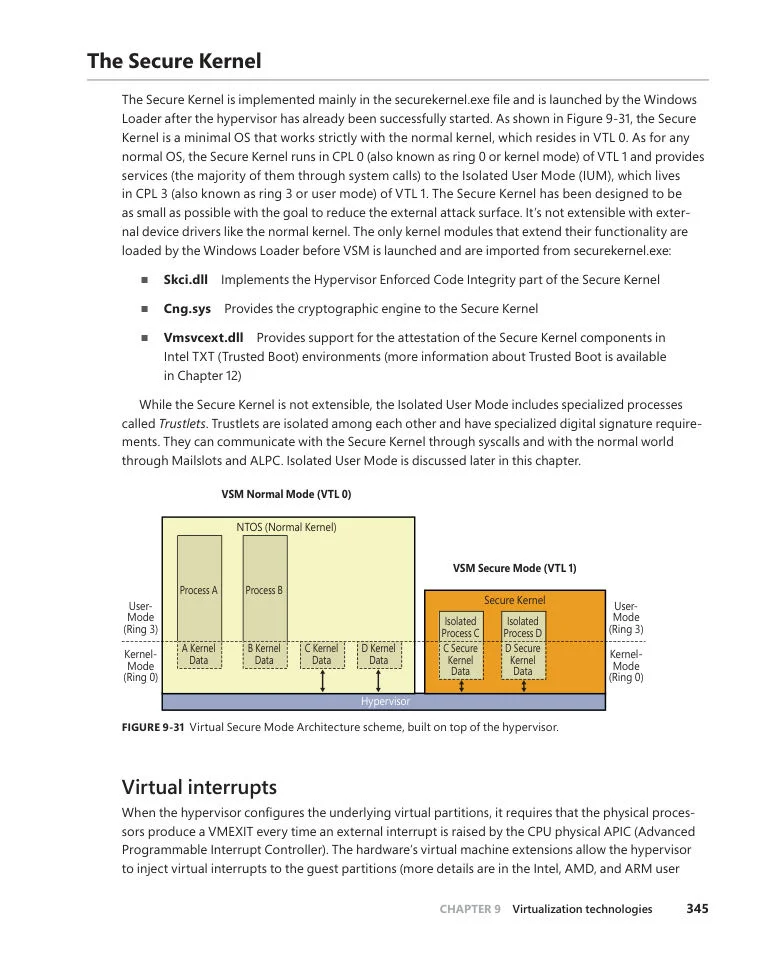 The Secure Kernel
The Secure Kernel is implemented mainly in the securekernel.exe file and is launched by the Windows
Loader after the hypervisor has already been successfully started. As shown in Figure 9-31, the Secure
Kernel is a minimal OS that works strictly with the normal kernel, which resides in VTL 0. As for any
normal OS, the Secure Kernel runs in CPL 0 (also known as ring 0 or kernel mode) of VTL 1 and provides
services (the majority of them through system calls) to the Isolated User Mode (IUM), which lives
in CPL 3 (also known as ring 3 or user mode) of VTL 1. The Secure Kernel has been designed to be
as small as possible with the goal to reduce the external attack surface. It’s not extensible with exter-
nal device drivers like the normal kernel. The only kernel modules that extend their functionality are
loaded by the Windows Loader before VSM is launched and are imported from securekernel.exe:
■ Skci.dll Implements the Hypervisor Enforced Code Integrity part of the Secure Kernel
■ Cng.sys Provides the cryptographic engine to the Secure Kernel
■ Vmsvcext.dll Provides support for the attestation of the Secure Kernel components in
Intel TXT (Trusted Boot) environments (more information about Trusted Boot is available
in Chapter 12)
While the Secure Kernel is not extensible, the Isolated User Mode includes specialized processes
called Trustlets. Trustlets are isolated among each other and have specialized digital signature require-
ments. They can communicate with the Secure Kernel through syscalls and with the normal world
through Mailslots and ALPC. Isolated User Mode is discussed later in this chapter.
VSM Normal Mode (VTL 0)
NTOS (Normal Kernel)
Process A
Process B
User-
Mode
(Ring 3)
Kernel-
Mode
(Ring 0)
A Kernel
Data
B Kernel
Data
C Kernel
Data
D Kernel
Data
VSM Secure Mode (VTL 1)
Secure Kernel
Isolated
Process C
Isolated
Process D
C Secure
Kernel
Data
D Secure
Kernel
Data
User-
Mode
(Ring 3)
Kernel-
Mode
(Ring 0)
Hypervisor
FIGURE 9-31 Virtual Secure Mode Architecture scheme, built on top of the hypervisor.
Virtual interrupts
When the hypervisor configures the underlying virtual partitions, it requires that the physical proces-
sors produce a VMEXIT every time an external interrupt is raised by the CPU physical APIC (Advanced
Programmable Interrupt Controller). The hardware’s virtual machine extensions allow the hypervisor
to inject virtual interrupts to the guest partitions (more details are in the Intel, AMD, and ARM user
CHAPTER 9 Virtualization technologies 345